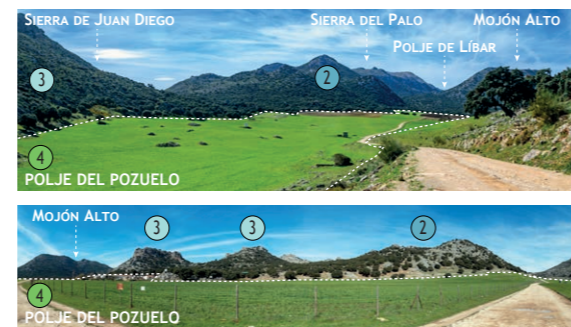 SIERRA DE JUAN DIEGO
SIERRA DEL PALO
MOJÓN ALTO
POLJE DE LÍBAR
3
2
4
POLJE DEL POZUELO
MOJÓN ALTO
3
3
2
4
POLJE DEL POZUELO